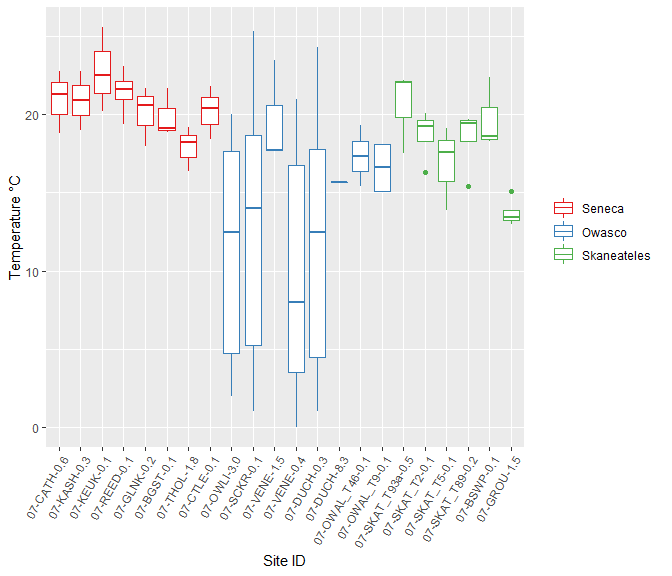 Temperature °C
20
10
0
07-CATH-0.6
07-KASH-0.3
07-KEUK-0.1
07-REED-0.1
07-GLNK-0.2
07-BGST-0.1
07-THOL-1.8
07-CTLE-0.1
07-OWLI-3.0
07-SCKR-0.1
07-VENE-1.5
07-VENE-0.4
07-DUCH-0.3
07-DUCH-8.3
07-OWAL_T46-0.1
07-OWAL_T9-0.1
07-SKAT_T93a-0.5
07-SKAT_T2-0.1
07-SKAT_T5-0.1
07-SKAT_T89-0.2
07-BSWP-0.1
07-GROU-1.5
Site ID
Seneca
Owasco
Skaneateles